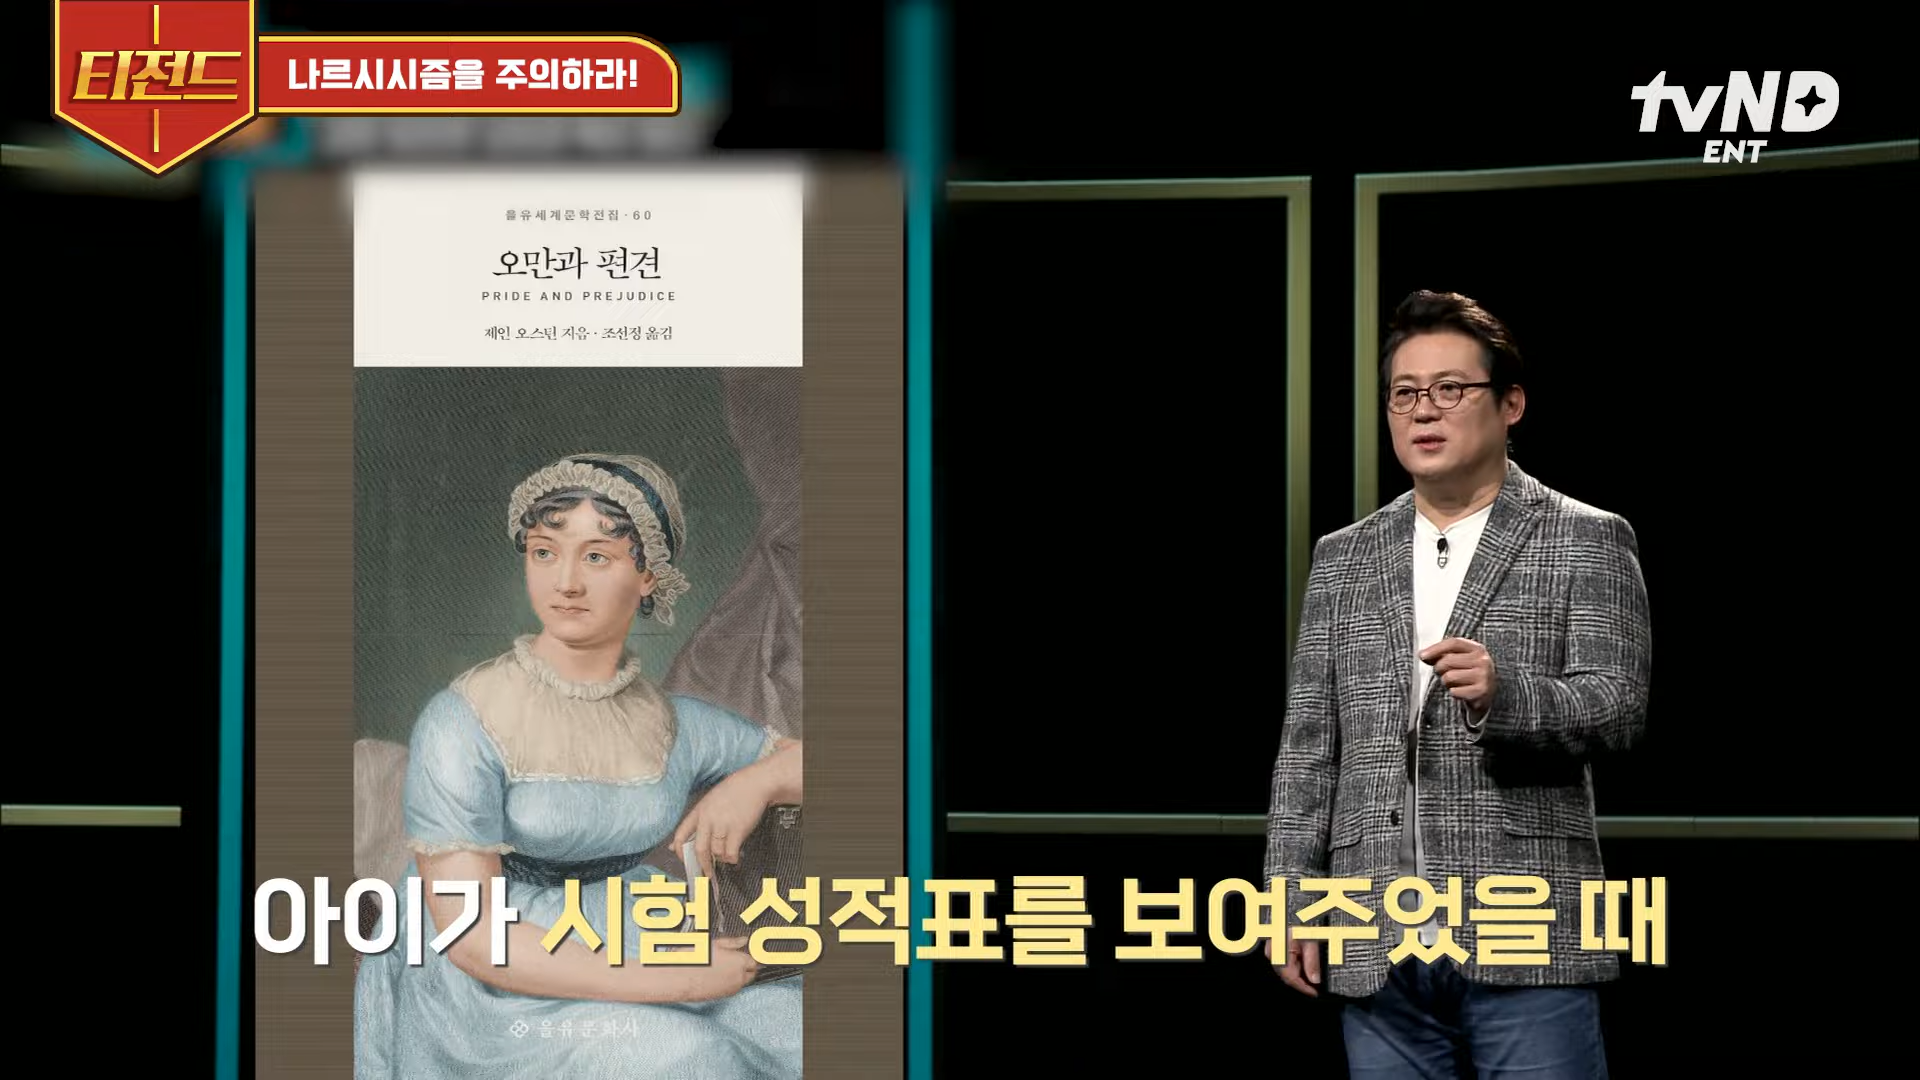 티전드
나르시시즘을 주의하라!
tvND
ENT
을유세계문학전집·60
오만과 편견
PRIDE AND PREJUDICE
제인 오스틴 지음·조선정 옮김
아이가 시험 성적표를 보여주었을 때
을유문화사